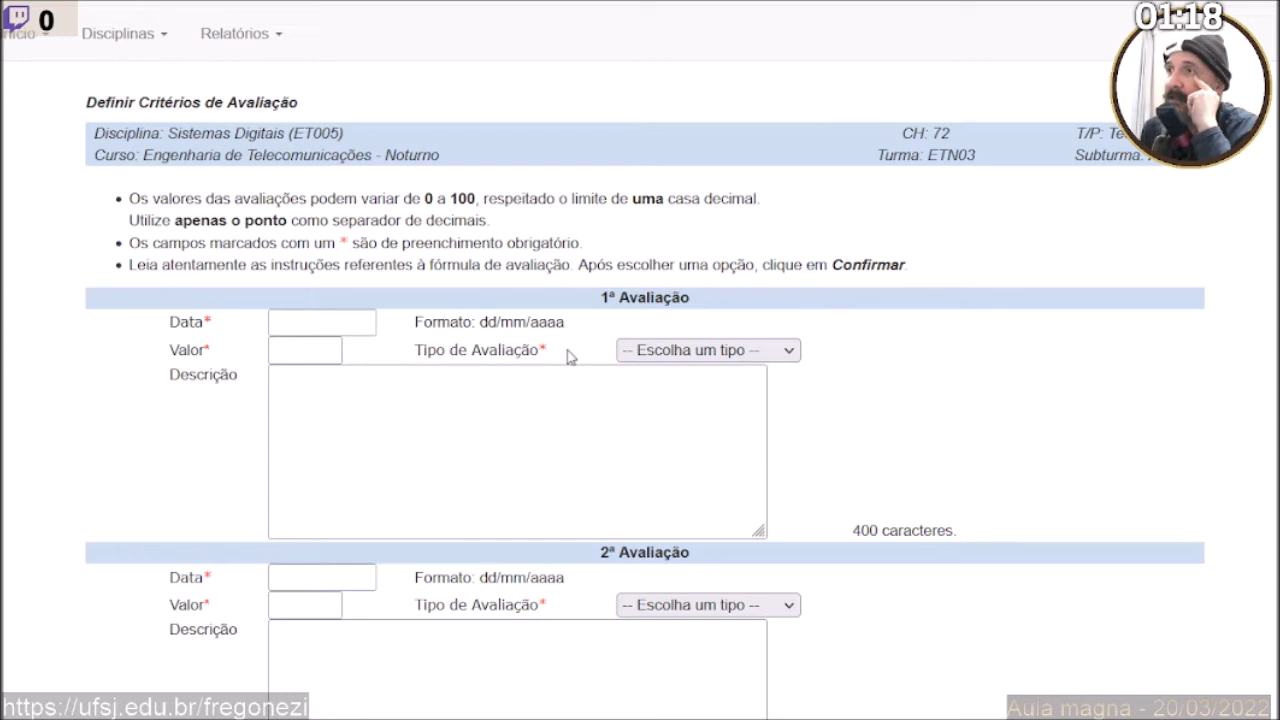 0
01:18
Disciplinas
Relatórios
Definir Critérios de Avaliação
Disciplina: Sistemas Digitais (ET005) CH: 72 T/P:
Curso: Engenharia de Telecomunicações - Noturno Turma: ETN03 Subturma:
Os valores das avaliações podem variar de 0 a 100, respeitado o limite de uma casa decimal.
Utilize apenas o ponto como separador de decimais.
Os campos marcados com um * são de preenchimento obrigatório.
Leia atentamente as instruções referentes à fórmula de avaliação. Após escolher uma opção, clique em Confirmar.
1ª Avaliação
Data* Formato: dd/mm/aaaa
Valor* Tipo de Avaliação* -- Escolha um tipo --
Descrição
400 caracteres.
2ª Avaliação
Data* Formato: dd/mm/aaaa
Valor* Tipo de Avaliação* -- Escolha um tipo --
Descrição
https://ufsj.edu.br/fregonezi
Aula magna - 20/03/2022